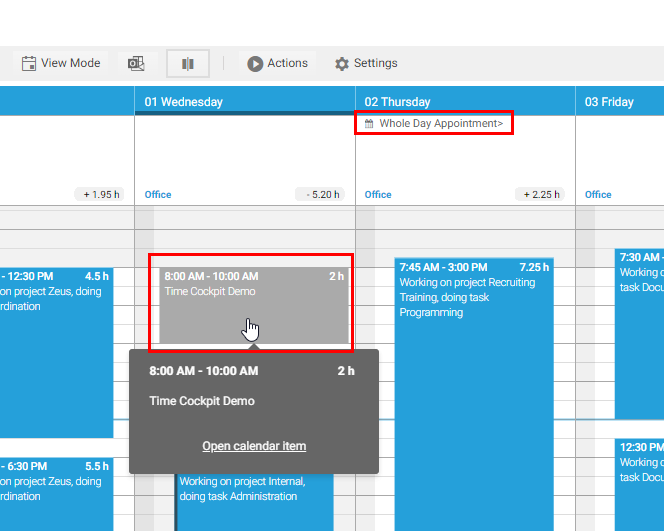 View Mode
Actions
Settings
01 Wednesday
02 Thursday
03 Friday
Whole Day Appointment>
+ 1.95 h
Office
- 5.20 h
Office
+ 2.25 h
Office
- 12:30 PM 4.5 h
on project Zeus, doing
rdination
8:00 AM - 10:00 AM 2 h
Time Cockpit Demo
7:45 AM - 3:00 PM 7.25 h
Working on project Recruiting
Training, doing task
Programming
7:30 AM -
Working o
task Docu
8:00 AM - 10:00 AM 2 h
Time Cockpit Demo
Open calendar item
- 6:30 PM 5.5 h
on project Zeus, doing
rdination
Working on project Internal,
doing task Administration
12:30 PM
Working o
task Docu